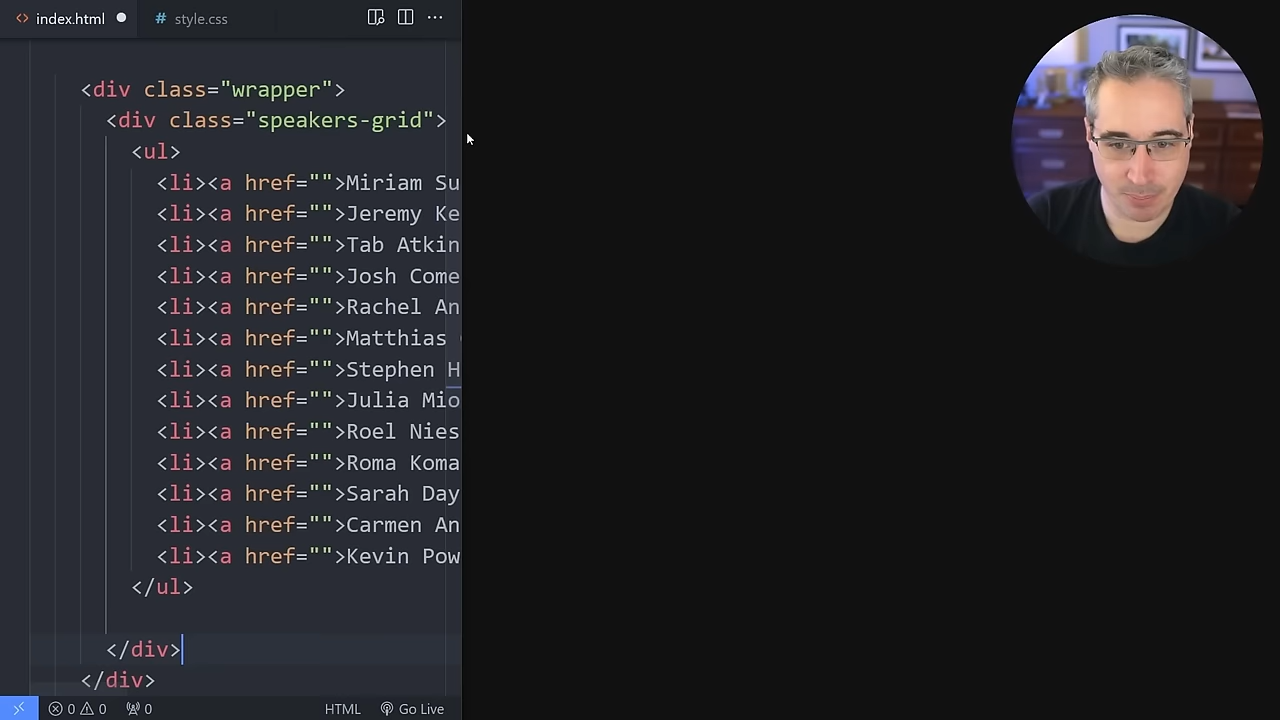 index.html
style.css
<div class="wrapper">
<div class="speakers-grid">
<ul>
<li><a href="">Miriam Su
<li><a href="">Jeremy Ke
<li><a href="">Tab Atkin
<li><a href="">Josh Come
<li><a href="">Rachel An
<li><a href="">Matthias
<li><a href="">Stephen H
<li><a href="">Julia Mio
<li><a href="">Roel Nies
<li><a href="">Roma Koma
<li><a href="">Sarah Day
<li><a href="">Carmen An
<li><a href="">Kevin Pow
</ul>
</div>
</div>
0 0 0 HTML Go Live